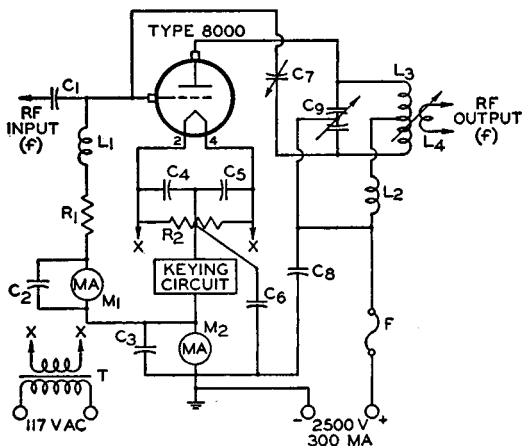 TYPE 8000
C1
RF
INPUT
(f)
L1
R1
C2
MA
M1
X X
T
117 V AC
2 4
C4 C5
R2
X X
KEYING
CIRCUIT
C6
C3
M2
MA
C7
C9
L3
RF
OUTPUT
(f)
L4
L2
C8
F
- +
2500 V
300 MA